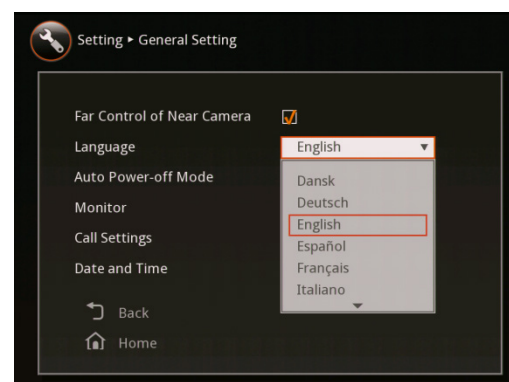 Setting ▸ General Setting
Far Control of Near Camera
Language English
Auto Power-off Mode
Monitor
Call Settings
Date and Time
Dansk
Deutsch
English
Español
Français
Italiano
Back
Home